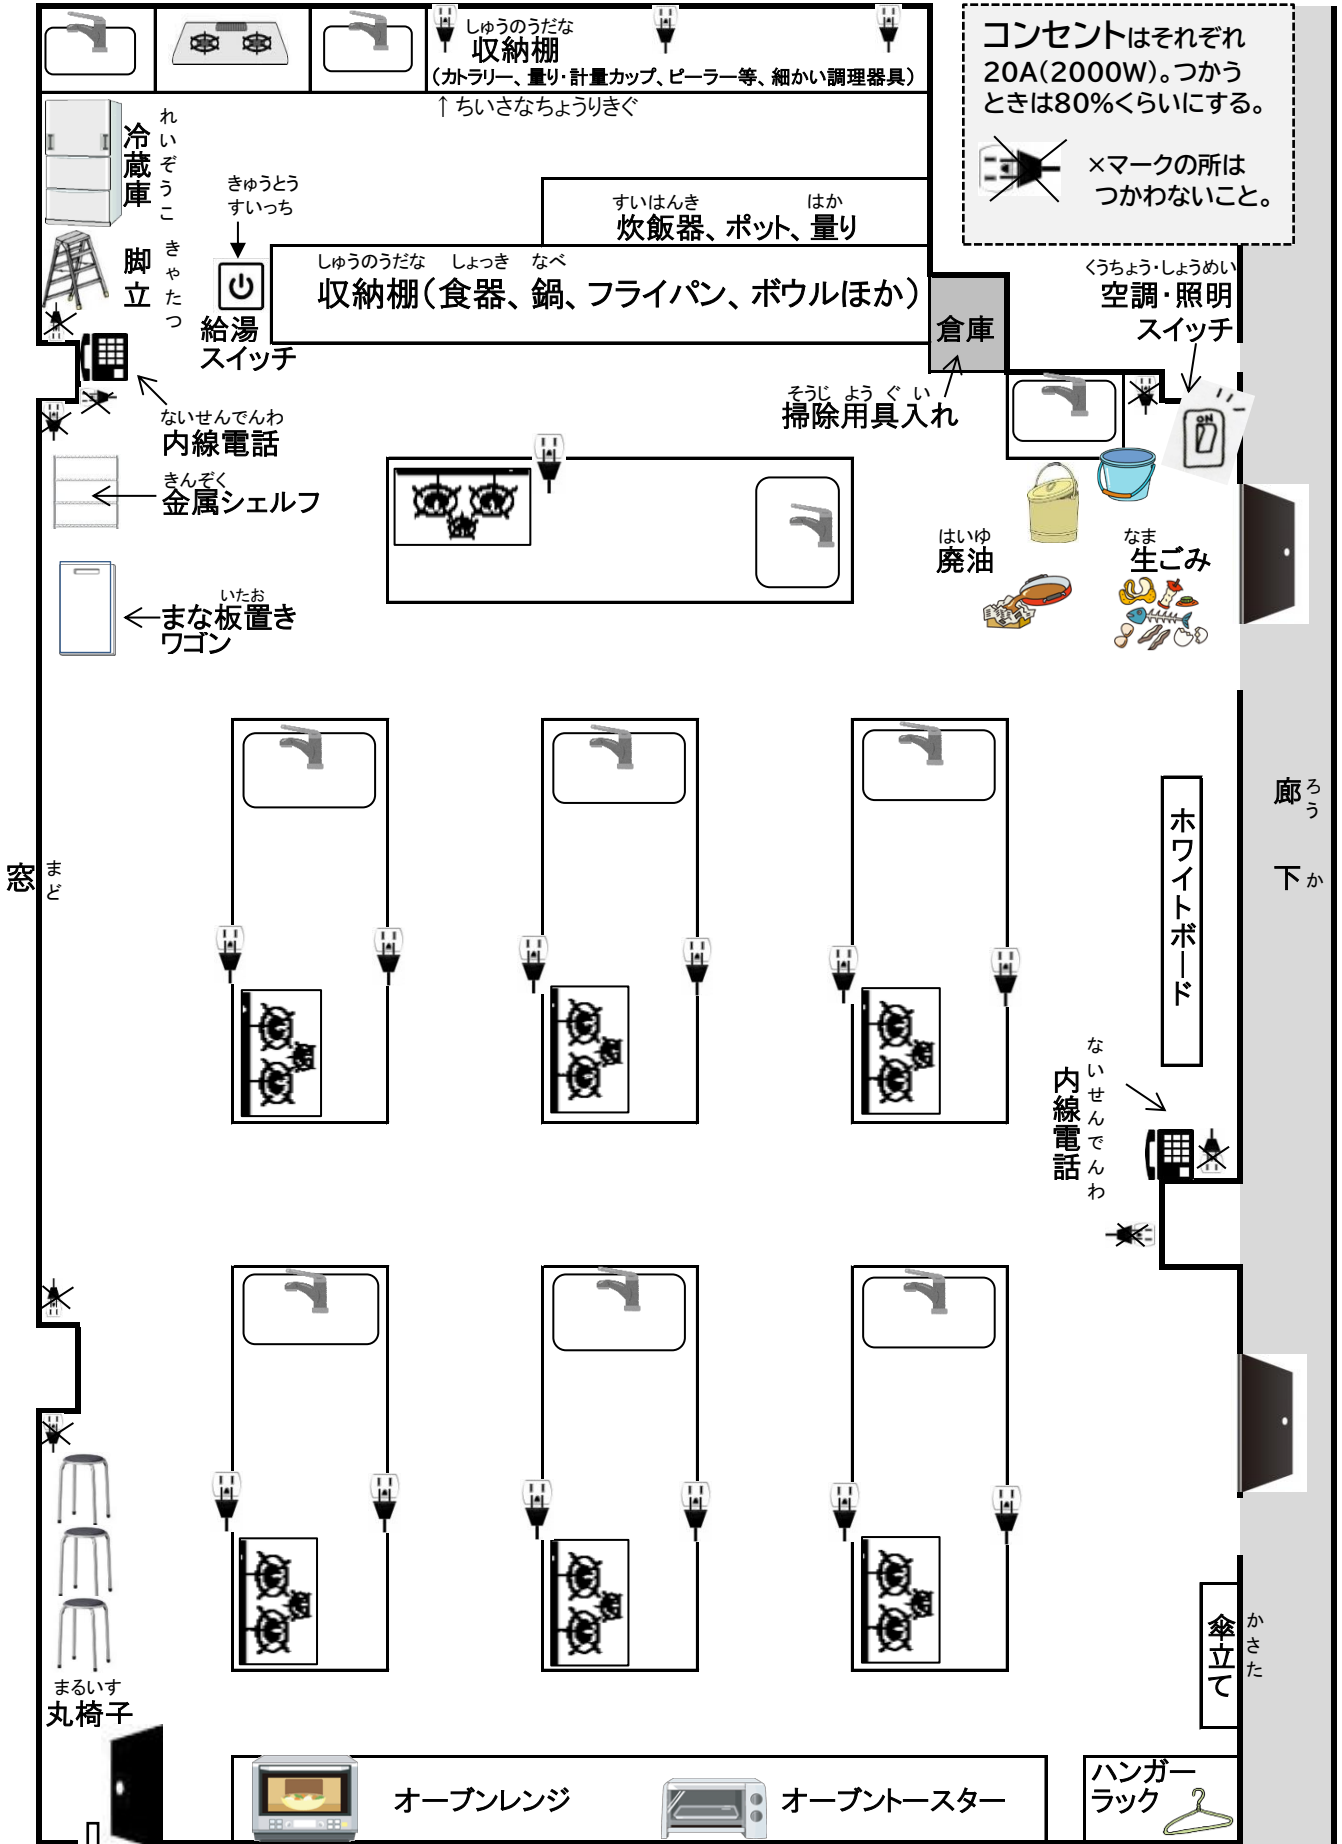 しゅうのうだな
収納棚
（カトラリー、量り・計量カップ、ピーラー等、細かい調理器具）
↑ちいさなちょうりきぐ
コンセントはそれぞれ
20A（2000W）。つかう
ときは80%くらいにする。
×マークの所は
つかわないこと。
れいぞうこ
冷蔵庫
きゃたつ
脚立
きゅうとう
すいっち
給湯
スイッチ
すいはんき はか
炊飯器、ポット、量り
しゅうのうだな しょっき なべ
収納棚（食器、鍋、フライパン、ボウルほか）
倉庫
くうちょう・しょうめい
空調・照明
スイッチ
ON
そうじ よう ぐ い
掃除用具入れ
ないせんでんわ
内線電話
きんぞく
金属シェルフ
いたお
まな板置き
ワゴン
はいゆ
廃油
なま
生ごみ
まど
窓
ホワイトボード
ろうか
廊下
ないせんでんわ
内線電話
まるいす
丸椅子
かさた
傘立て
オーブンレンジ
オーブントースター
ハンガー
ラック